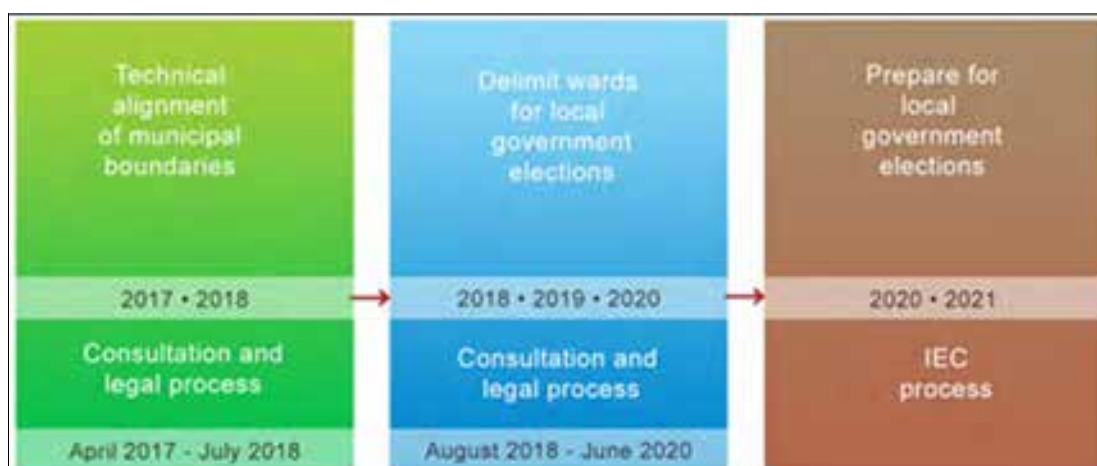 Technical
alignment
of municipal
boundaries
2017 • 2018
Consultation and
legal process
April 2017 - July 2018
Delimit wards
for local
government
elections
2018 • 2019 • 2020
Consultation and
legal process
August 2018 - June 2020
Prepare for
local
government
elections
2020 • 2021
IEC
process